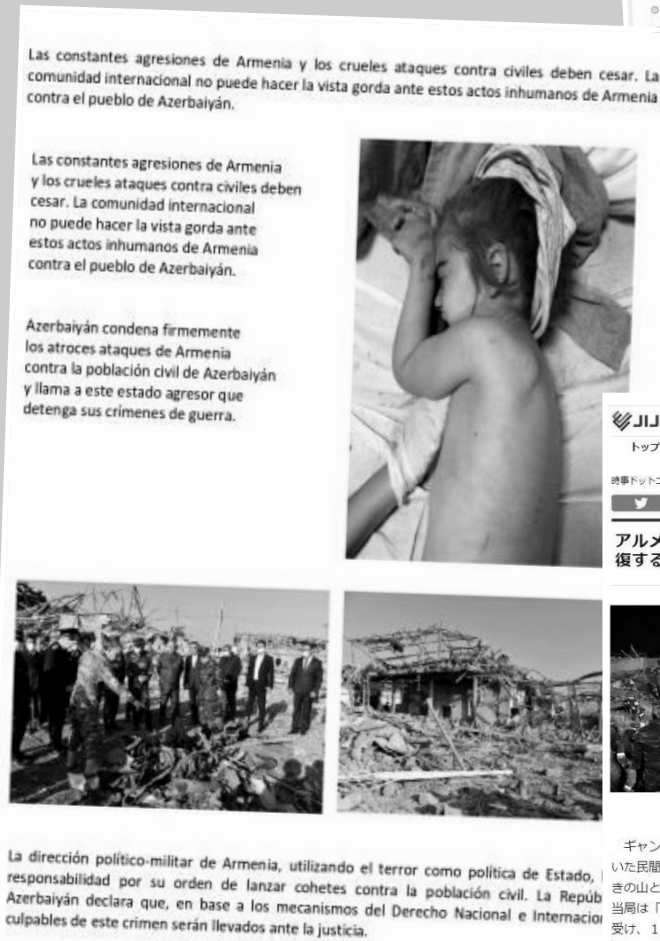 Las constantes agresiones de Armenia y los crueles ataques contra civiles deben cesar. La
comunidad internacional no puede hacer la vista gorda ante estos actos inhumanos de Armenia
contra el pueblo de Azerbaiyán.
Las constantes agresiones de Armenia
y los crueles ataques contra civiles deben
cesar. La comunidad internacional
no puede hacer la vista gorda ante
estos actos inhumanos de Armenia
contra el pueblo de Azerbaiyán.
Azerbaiyán condena firmemente
los atroces ataques de Armenia
contra la población civil de Azerbaiyán
y llama a este estado agresor que
detenga sus crímenes de guerra.
La dirección político-militar de Armenia, utilizando el terror como política de Estado,
responsabilidad por su orden de lanzar cohetes contra la población civil. La Repúb
Azerbaiyán declara que, en base a los mecanismos del Derecho Nacional e Internacion
culpables de este crimen serán llevados ante la justicia.
JIJ
トップ
時事ドットコ
アルメ
復する
ギャン
いた民間
きの山と
当局は「
受け、1